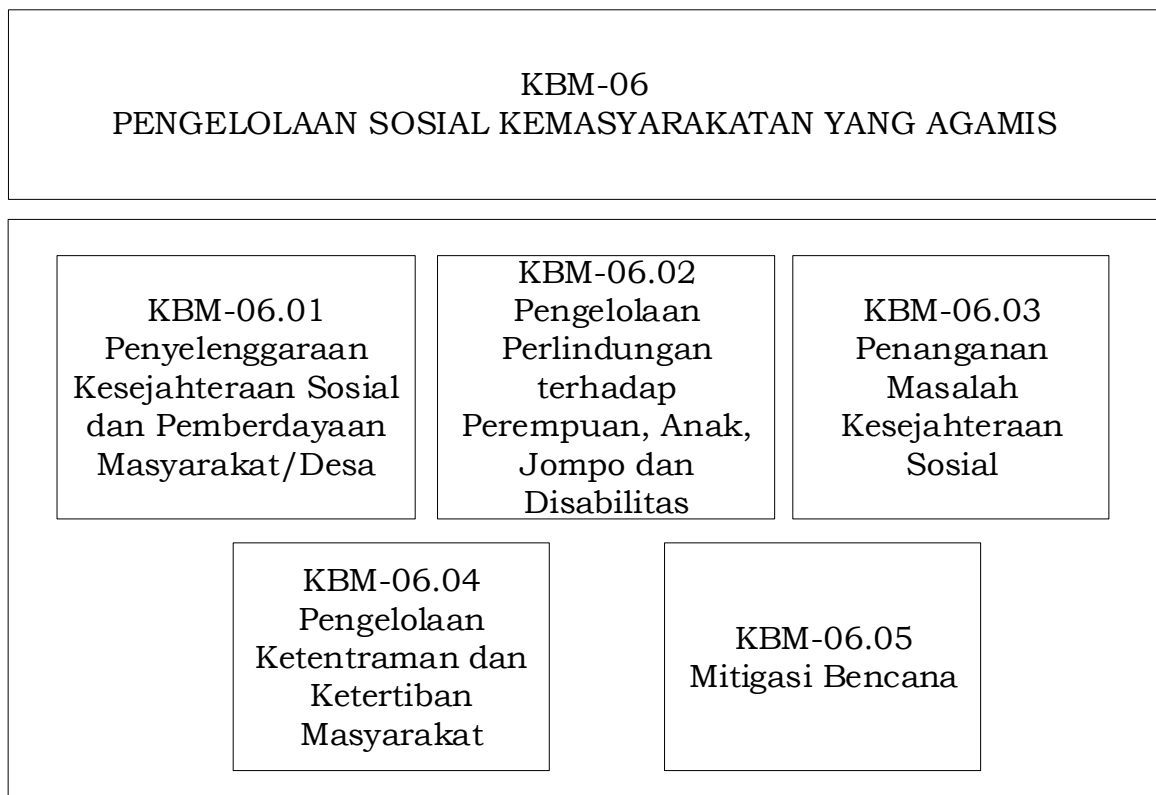 KBM-06
PENGELOLAAN SOSIAL KEMASYARAKATAN YANG AGAMIS
KBM-06.01
Penyelenggaraan
Kesejahteraan Sosial
dan Pemberdayaan
Masyarakat/Desa
KBM-06.02
Pengelolaan
Perlindungan
terhadap
Perempuan, Anak,
Jompo dan
Disabilitas
KBM-06.03
Penanganan
Masalah
Kesejahteraan
Sosial
KBM-06.04
Pengelolaan
Ketentraman dan
Ketertiban
Masyarakat
KBM-06.05
Mitigasi Bencana